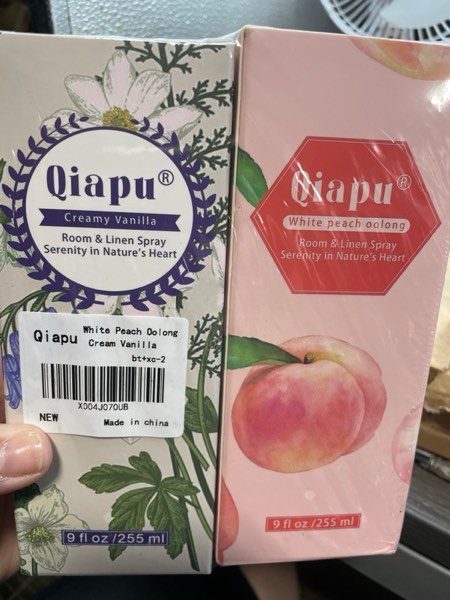 Qiapu®
Creamy Vanilla
Room & Linen Spray
Serenity in Nature's Heart
Qiapu
White Peach Oolong
Cream Vanilla
bt+xc-2
X004J070UB
NEW
Made in china
9 fl oz /255 ml
Qiapu®
White peach oolong
Room & Linen Spray
Serenity in Nature's Heart
9 fl oz /255 ml